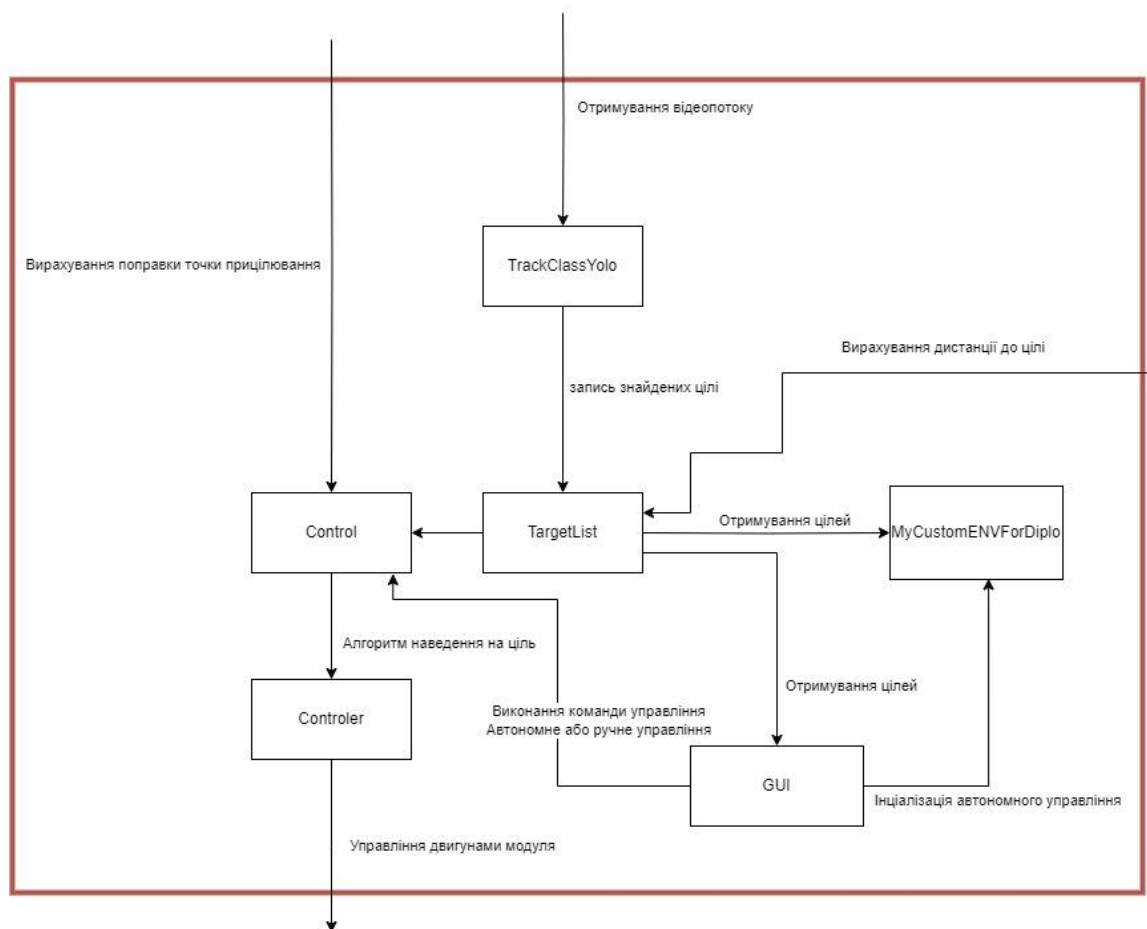 Отримування відеопотоку
Вирахування поправки точки прицілювання
TrackClassYolo
Вирахування дистанції до цілі
запись знайдених цілі
Control
TargetList
Отримування цілей
MyCustomENVForDiplo
Алгоритм наведення на ціль
Отримування цілей
Controler
Виконання команди управління
Автономне або ручне управління
GUI
Інціалізація автономного управління
Управління двигунами модуля